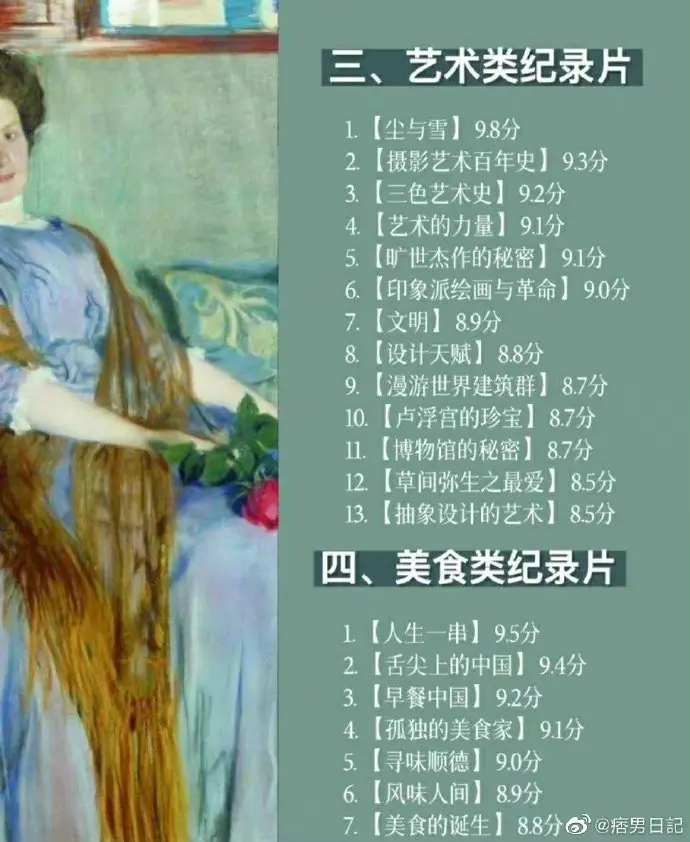 三、艺术类纪录片
1.【尘与雪】9.8分
2.【摄影艺术百年史】9.3分
3.【三色艺术史】9.2分
4.【艺术的力量】9.1分
5.【旷世杰作的秘密】9.1分
6.【印象派绘画与革命】9.0分
7.【文明】8.9分
8.【设计天赋】8.8分
9.【漫游世界建筑群】8.7分
10.【卢浮宫的珍宝】8.7分
11.【博物馆的秘密】8.7分
12.【草间弥生之最爱】8.5分
13.【抽象设计的艺术】8.5分
四、美食类纪录片
1.【人生一串】9.5分
2.【舌尖上的中国】9.4分
3.【早餐中国】9.2分
4.【孤独的美食家】9.1分
5.【寻味顺德】9.0分
6.【风味人间】8.9分
7.【美食的诞生】8.8分
@痞男日記